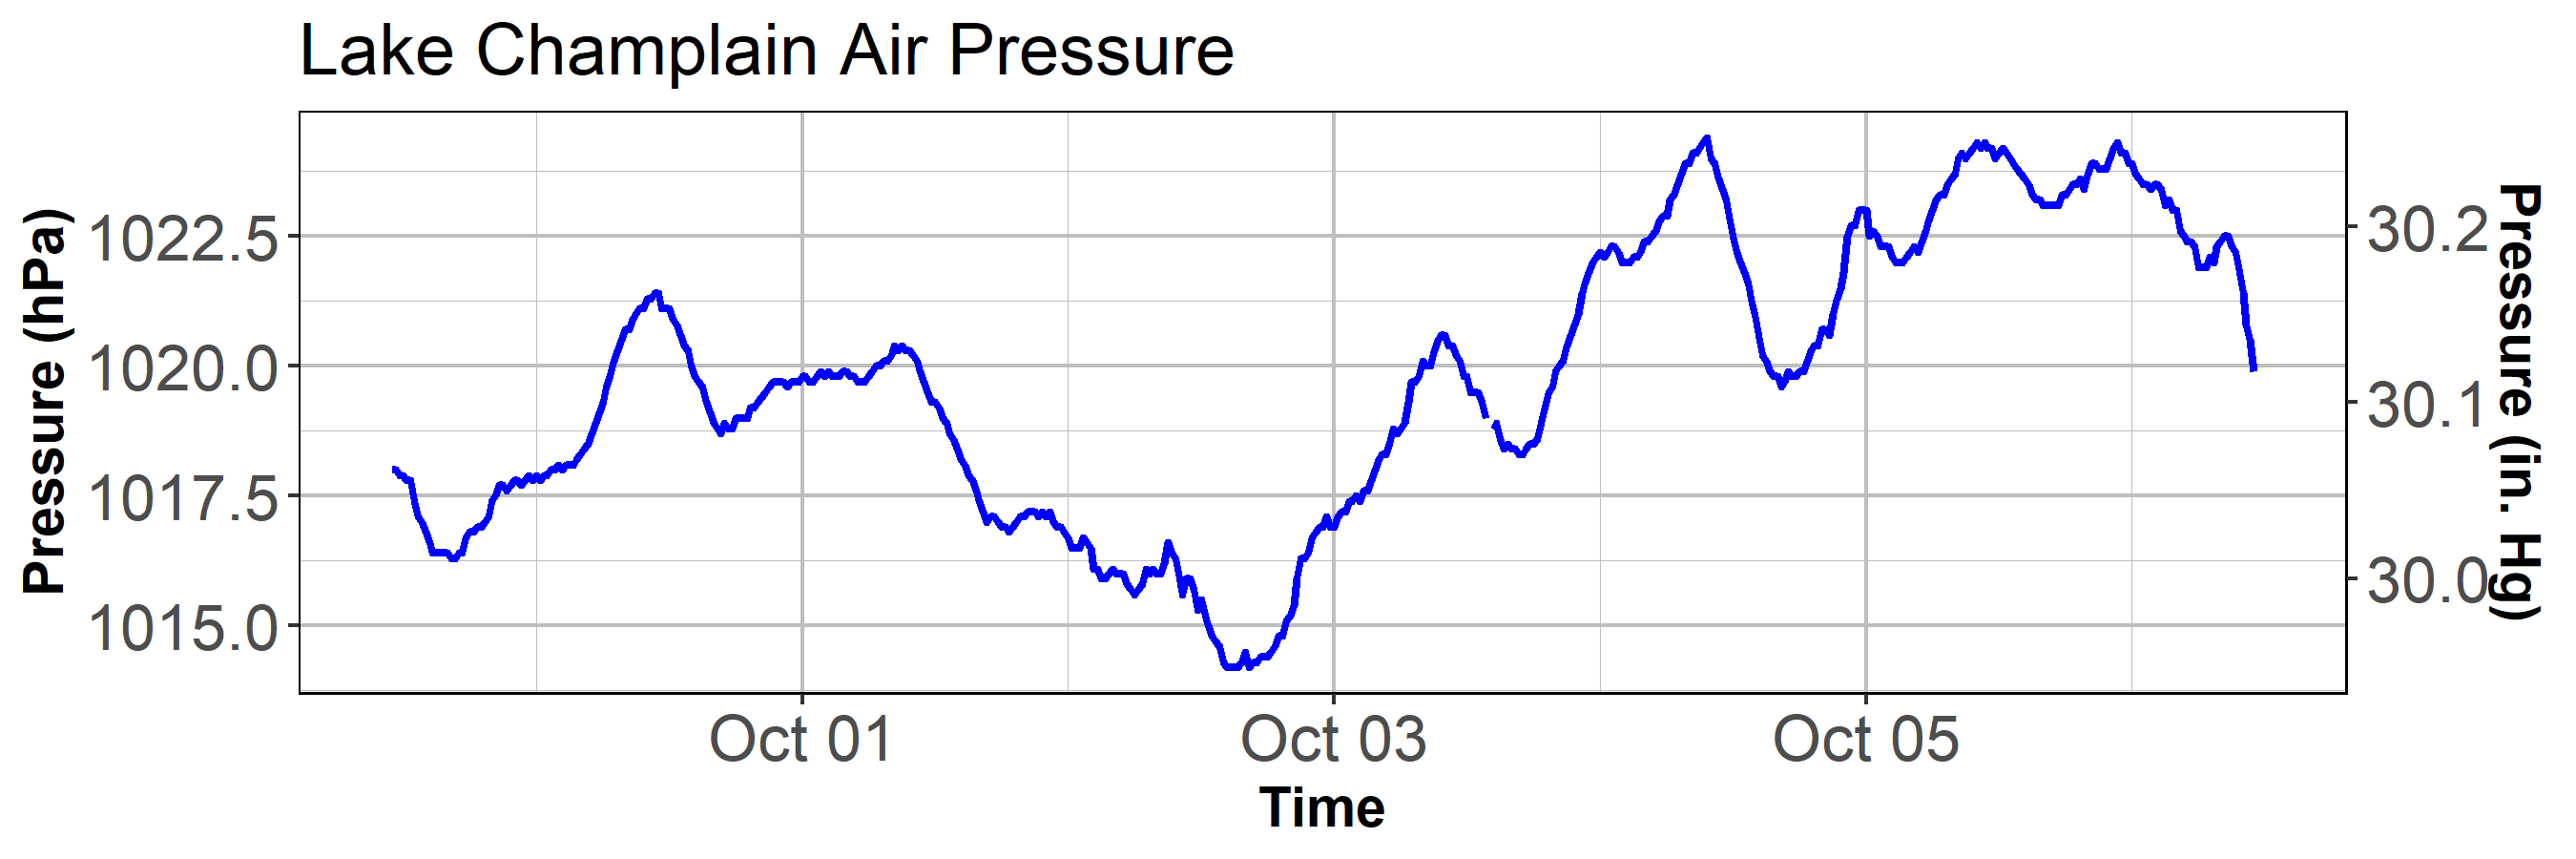 Lake Champlain Air Pressure
Pressure (hPa)
1022.5
1020.0
1017.5
1015.0
30.2
30.1
30.0
Pressure (in. Hg)
Oct 01
Oct 03
Oct 05
Time